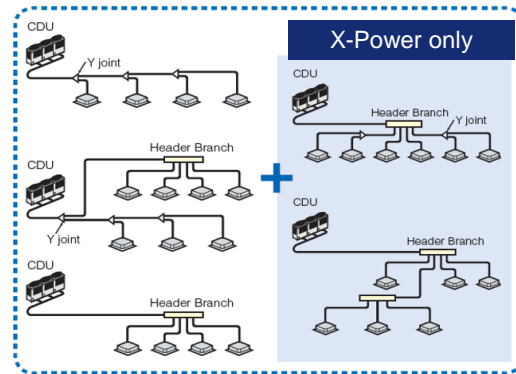 CDU
Y joint
CDU
Header Branch
Y joint
CDU
Header Branch
+
X-Power only
CDU
Header Branch
Y joint
CDU
Header Branch